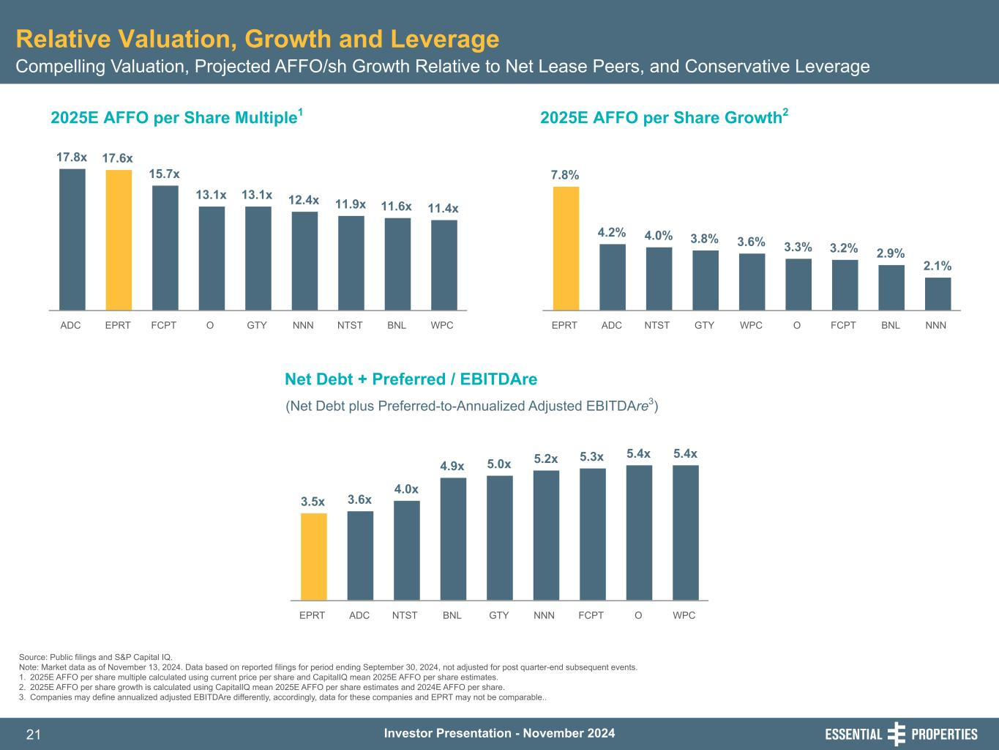 Relative Valuation, Growth and Leverage
Compelling Valuation, Projected AFFO/sh Growth Relative to Net Lease Peers, and Conservative Leverage
2025E AFFO per Share Multiple1
17.8x 17.6x 15.7x 13.1x 13.1x 12.4x 11.9x 11.6x 11.4x
ADC EPRT FCPT O GTY NNN NTST BNL WPC
2025E AFFO per Share Growth2
7.8% 4.2% 4.0% 3.8% 3.6% 3.3% 3.2% 2.9% 2.1%
EPRT ADC NTST GTY WPC O FCPT BNL NNN
Net Debt + Preferred / EBITDAre
(Net Debt plus Preferred-to-Annualized Adjusted EBITDAre3)
3.5x 3.6x 4.0x 4.9x 5.0x 5.2x 5.3x 5.4x 5.4x
EPRT ADC NTST BNL GTY NNN FCPT O WPC
Source: Public filings and S&P Capital IQ.
Note: Market data as of November 13, 2024. Data based on reported filings for period ending September 30, 2024, not adjusted for post quarter-end subsequent events.
1. 2025E AFFO per share multiple calculated using current price per share and CapitalIQ mean 2025E AFFO per share estimates.
2. 2025E AFFO per share growth is calculated using CapitalIQ mean 2025E AFFO per share estimates and 2024E AFFO per share.
3. Companies may define annualized adjusted EBITDAre differently, accordingly, data for these companies and EPRT may not be comparable..
21
Investor Presentation - November 2024
ESSENTIAL PROPERTIES